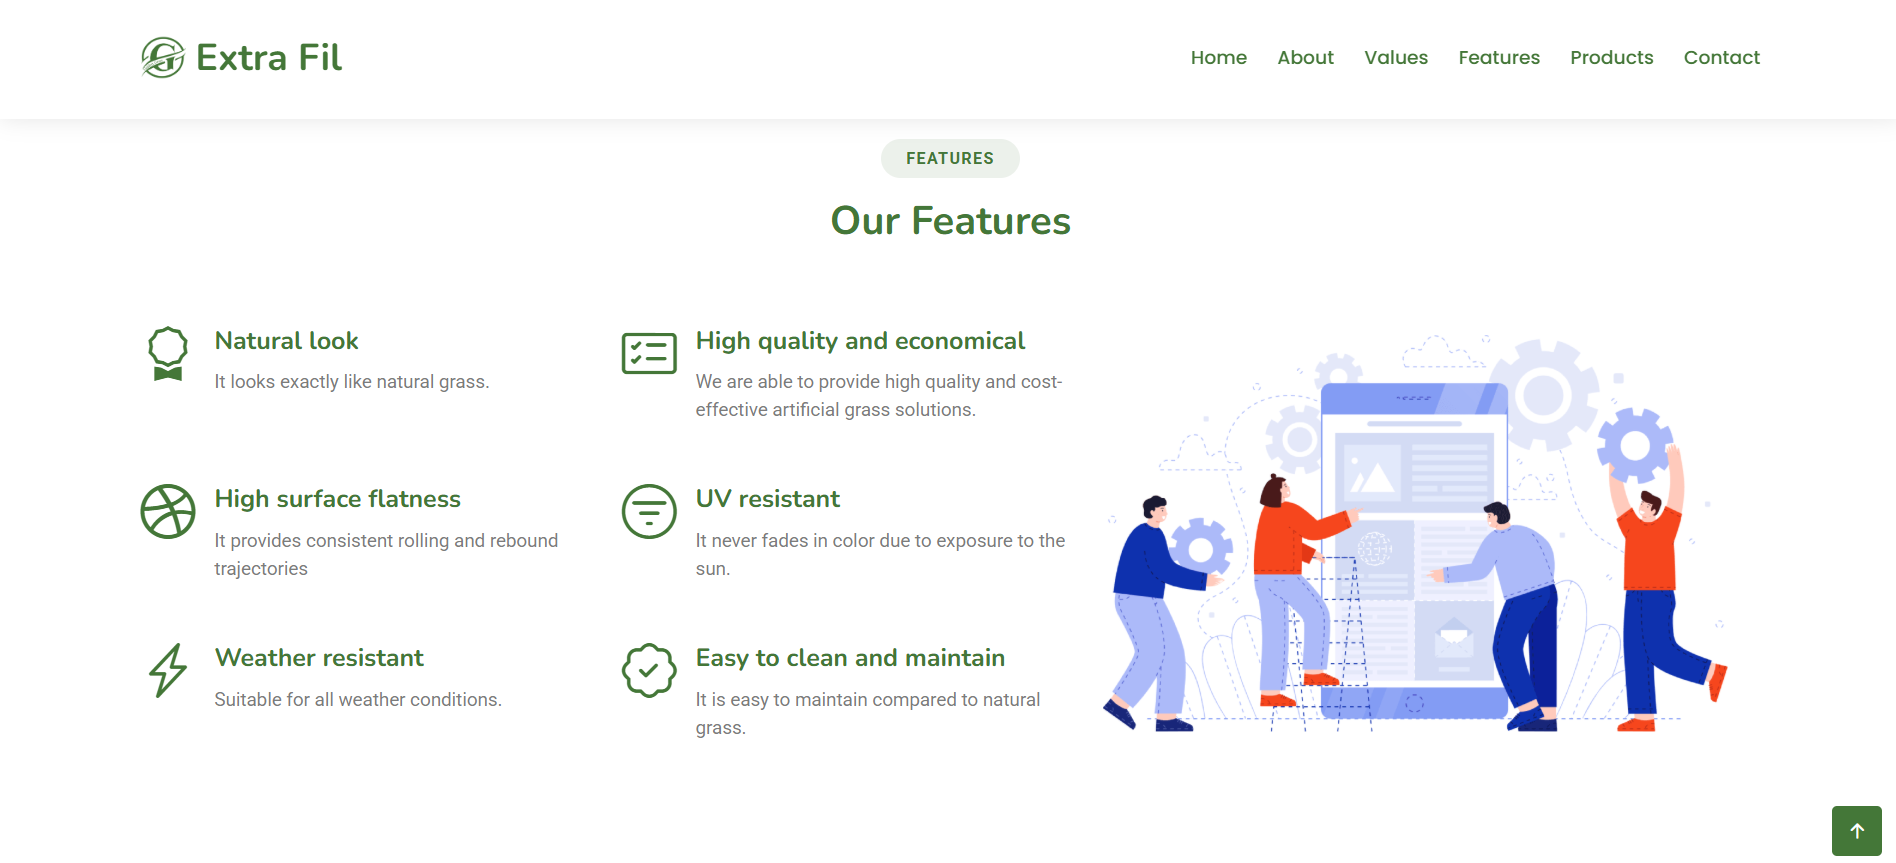 Extra Fil
Home About Values Features Products Contact
FEATURES
Our Features
Natural look
It looks exactly like natural grass.
High quality and economical
We are able to provide high quality and cost-
effective artificial grass solutions.
High surface flatness
It provides consistent rolling and rebound
trajectories
UV resistant
It never fades in color due to exposure to the
sun.
Weather resistant
Suitable for all weather conditions.
Easy to clean and maintain
It is easy to maintain compared to natural
grass.